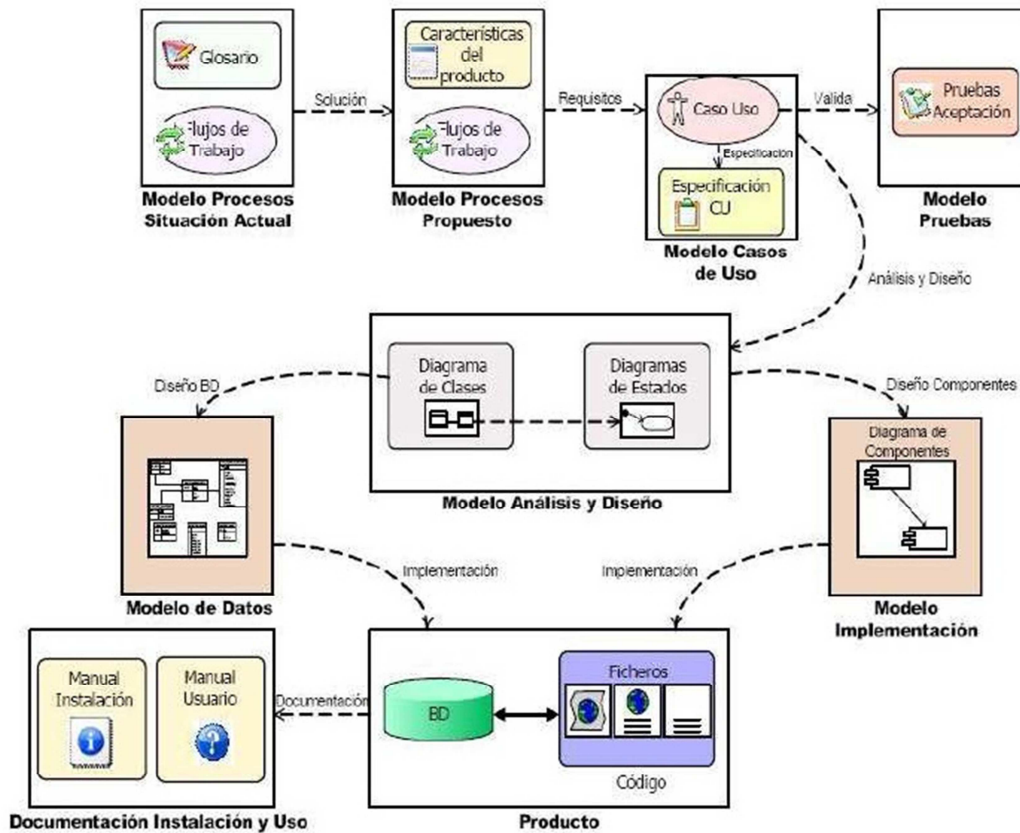 Glosario
Flujos de
Trabajo
Modelo Procesos
Situación Actual
Solución
Características
del
producto
Flujos de
Trabajo
Modelo Procesos
Propuesto
Requisitos
Caso Uso
Especificación
Especificación
CU
Modelo Casos
de Uso
Valida
Pruebas
Aceptación
Modelo
Pruebas
Análisis y Diseño
Diagrama
de Clases
Diagramas
de Estados
Modelo Análisis y Diseño
Diseño BD
Diseño Componentes
Modelo de Datos
Diagrama de
Componentes
Modelo
Implementación
Implementación
Implementación
Manual
Instalación
Manual
Usuario
Documentación Instalación y Uso
Documentación
BD
Ficheros
Código
Producto